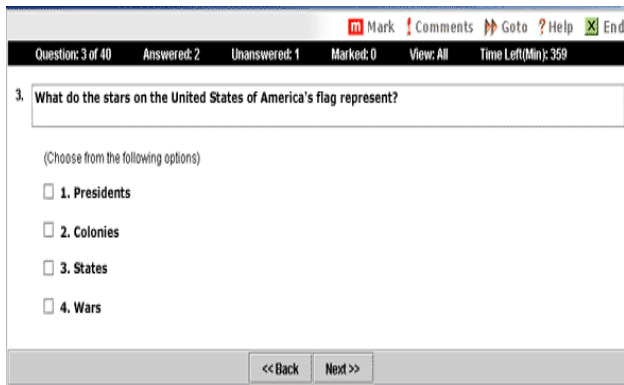 m Mark ! Comments Goto ? Help X End
Question: 3 of 40 Answered: 2 Unanswered: 1 Marked: 0 View: All Time Left(Min): 359
3. What do the stars on the United States of America's flag represent?
(Choose from the following options)
1. Presidents
2. Colonies
3. States
4. Wars
<< Back Next >>